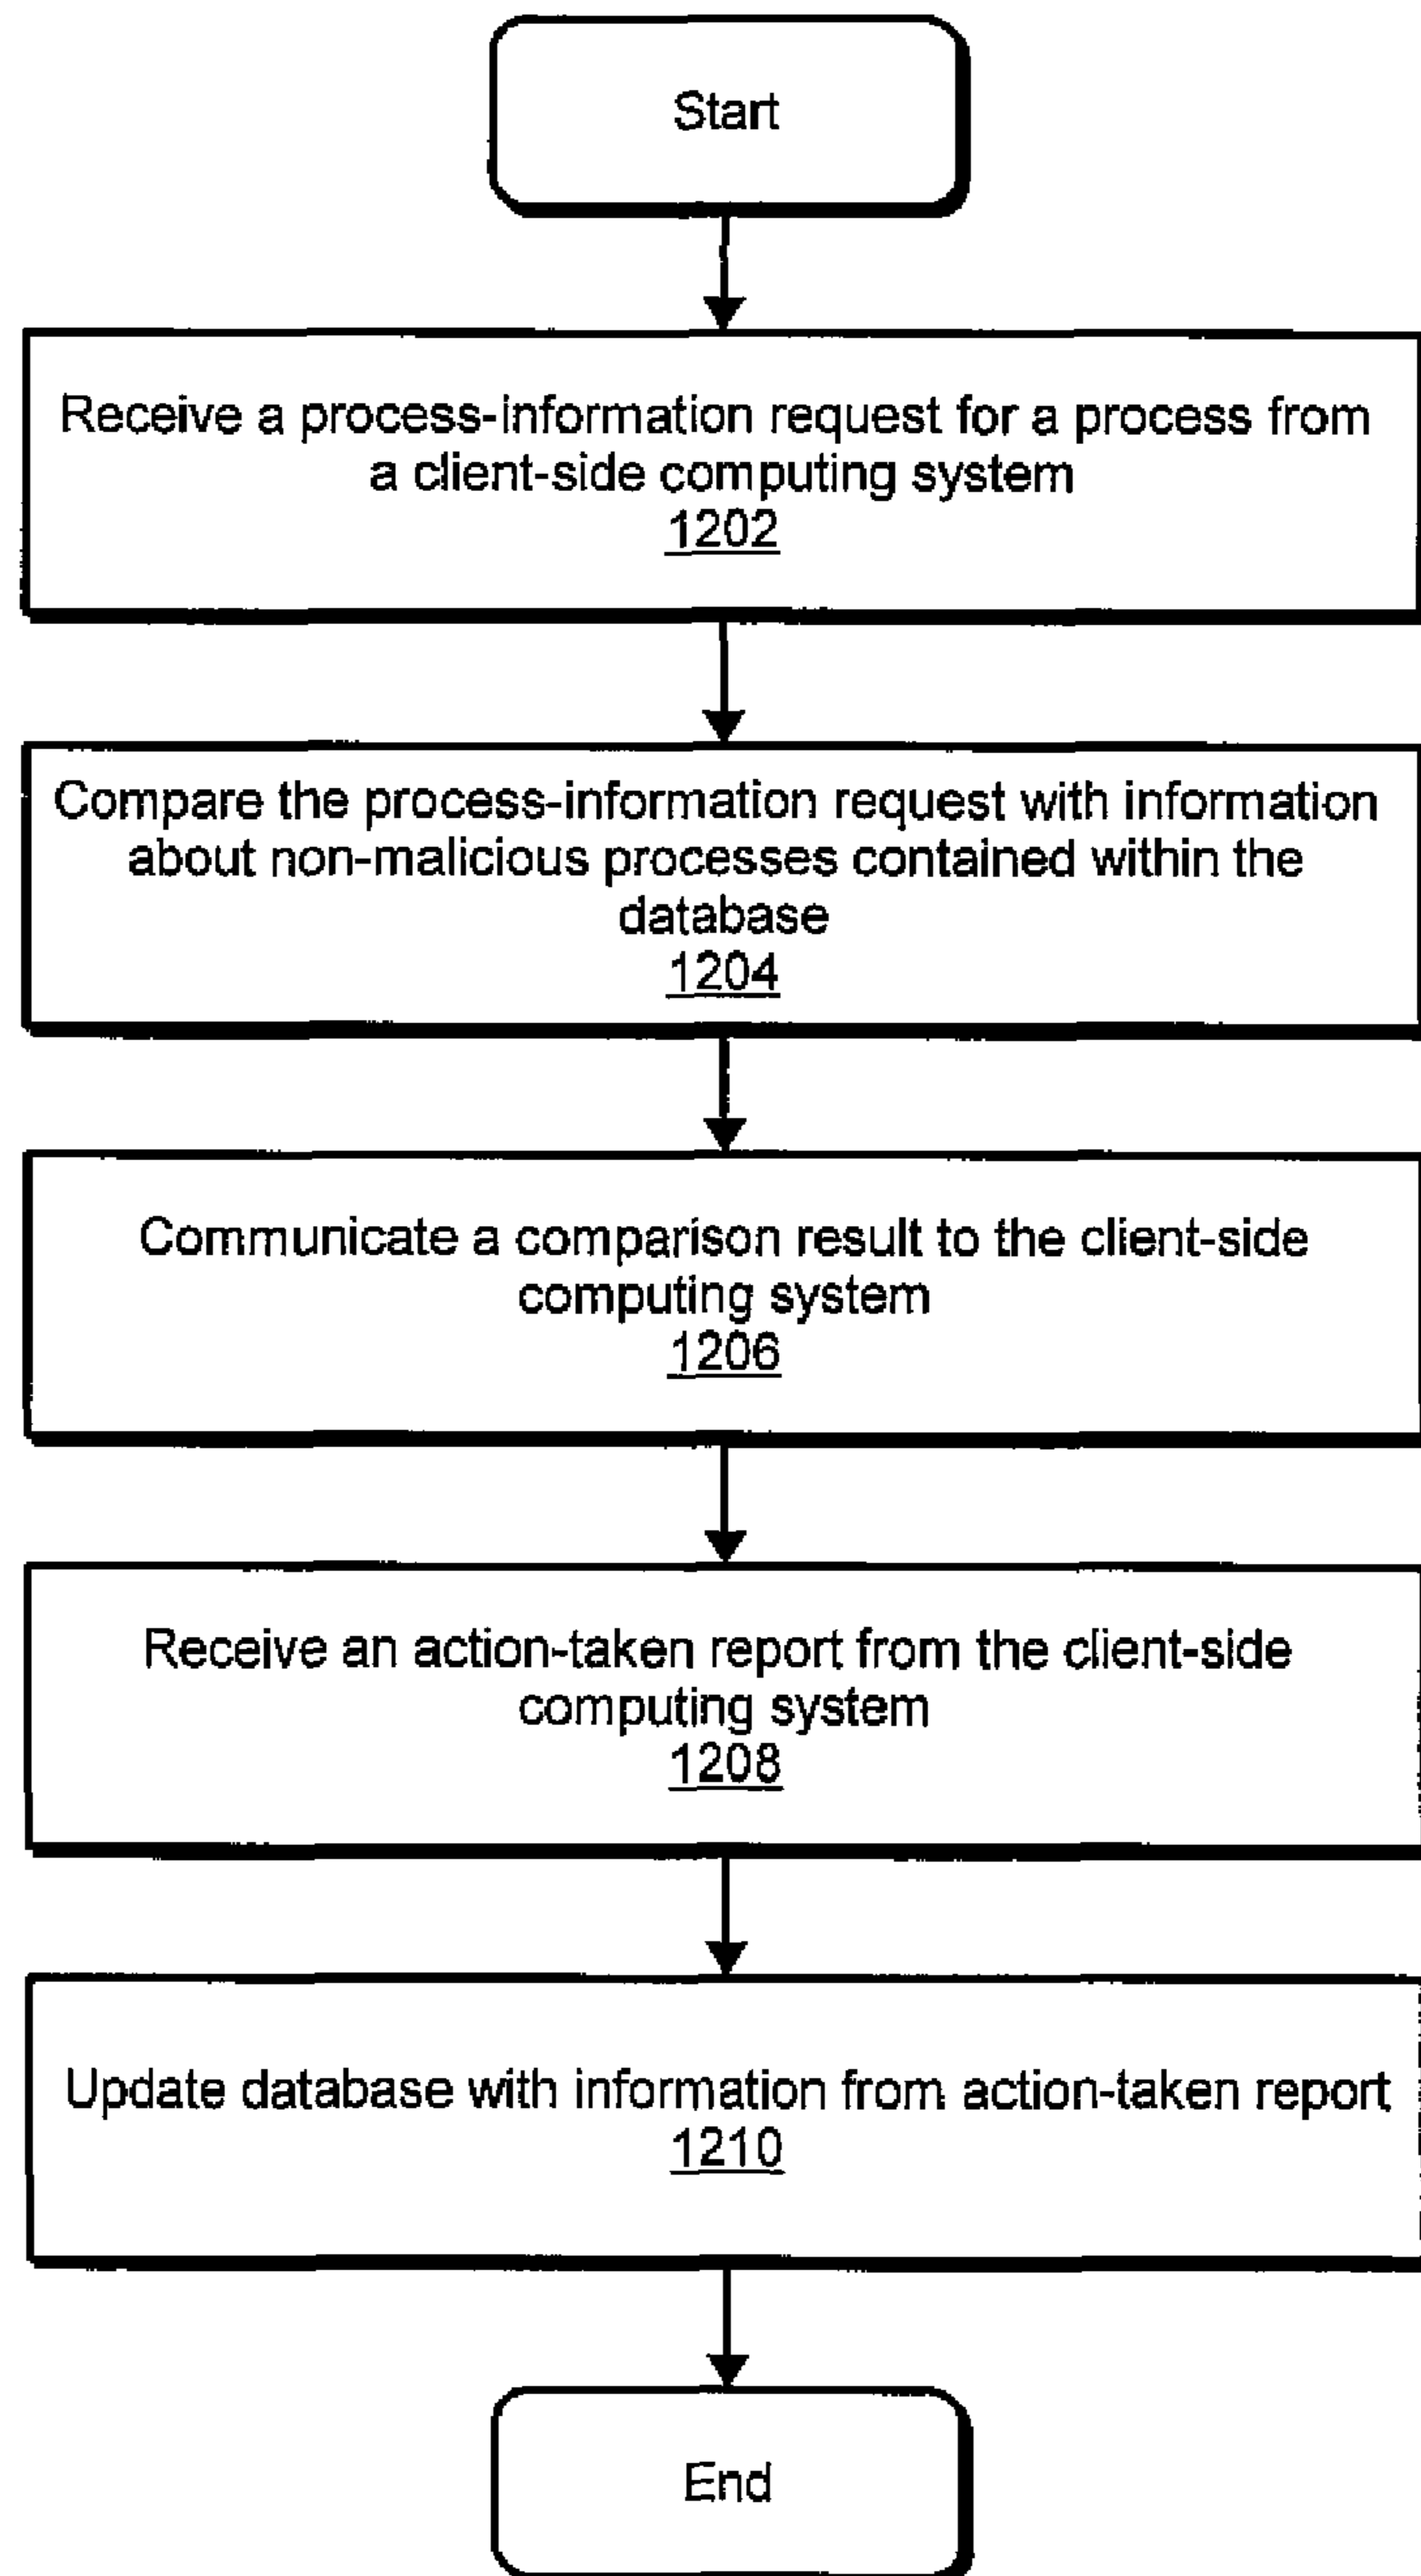 Start
Receive a process-information request for a process from
a client-side computing system
1202
Compare the process-information request with information
about non-malicious processes contained within the
database
1204
Communicate a comparison result to the client-side
computing system
1206
Receive an action-taken report from the client-side
computing system
1208
Update database with information from action-taken report
1210
End